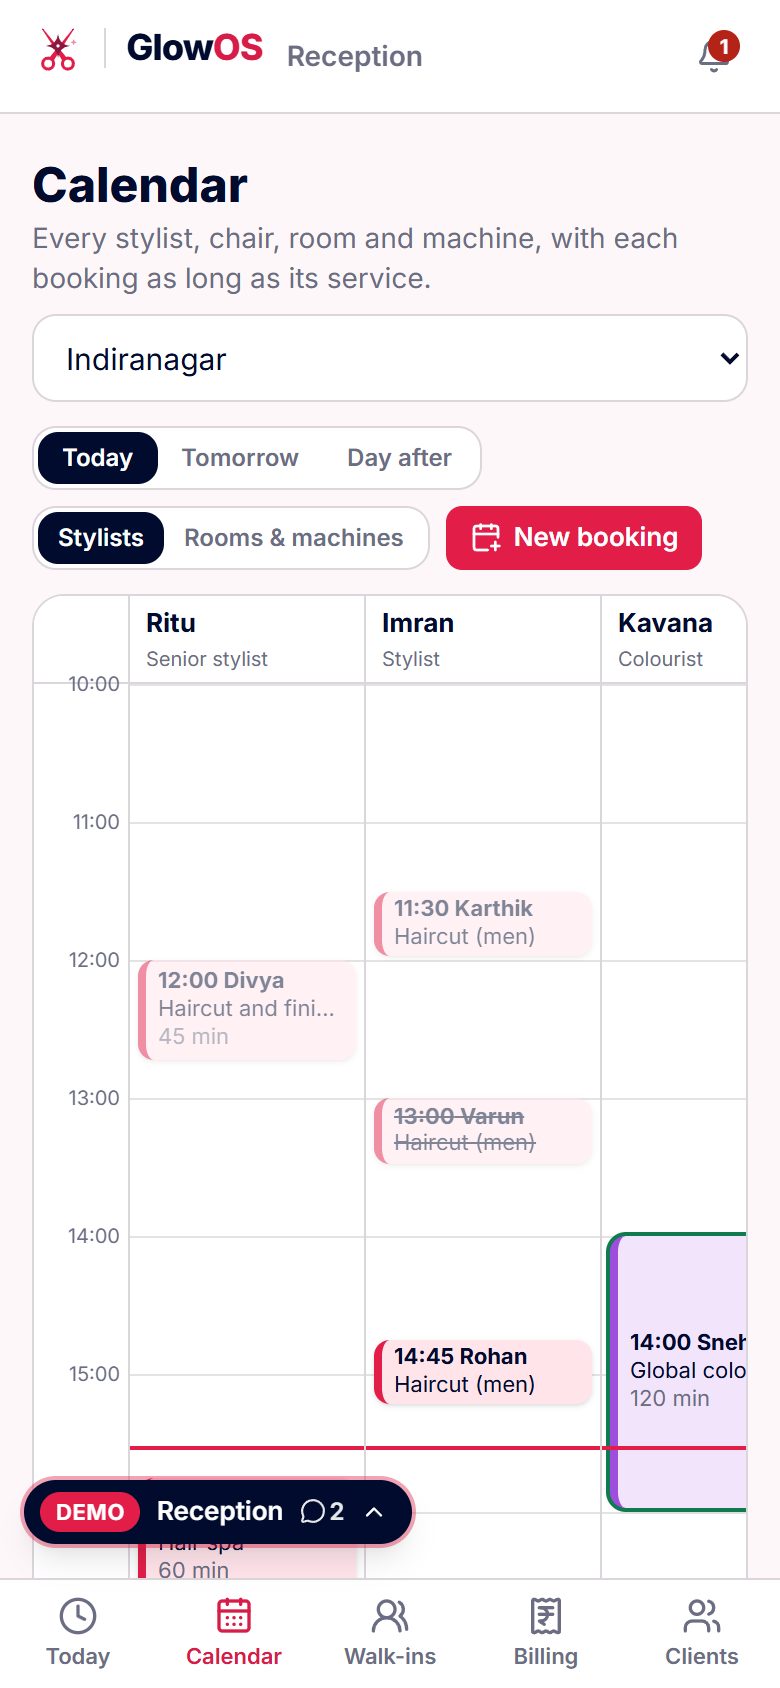 GlowOS Reception
1
Calendar
Every stylist, chair, room and machine, with each
booking as long as its service.
Indiranagar
Today Tomorrow Day after
Stylists Rooms & machines New booking
Ritu Imran Kavana
Senior stylist Stylist Colourist
10:00
11:00
11:30 Karthik
Haircut (men)
12:00
12:00 Divya
Haircut and fini...
45 min
13:00
13:00 Varun
Haircut (men)
14:00
14:45 Rohan
Haircut (men)
14:00 Sneh
Global colo
120 min
15:00
DEMO Reception 2
Hair spa
60 min
Today Calendar Walk-ins Billing Clients